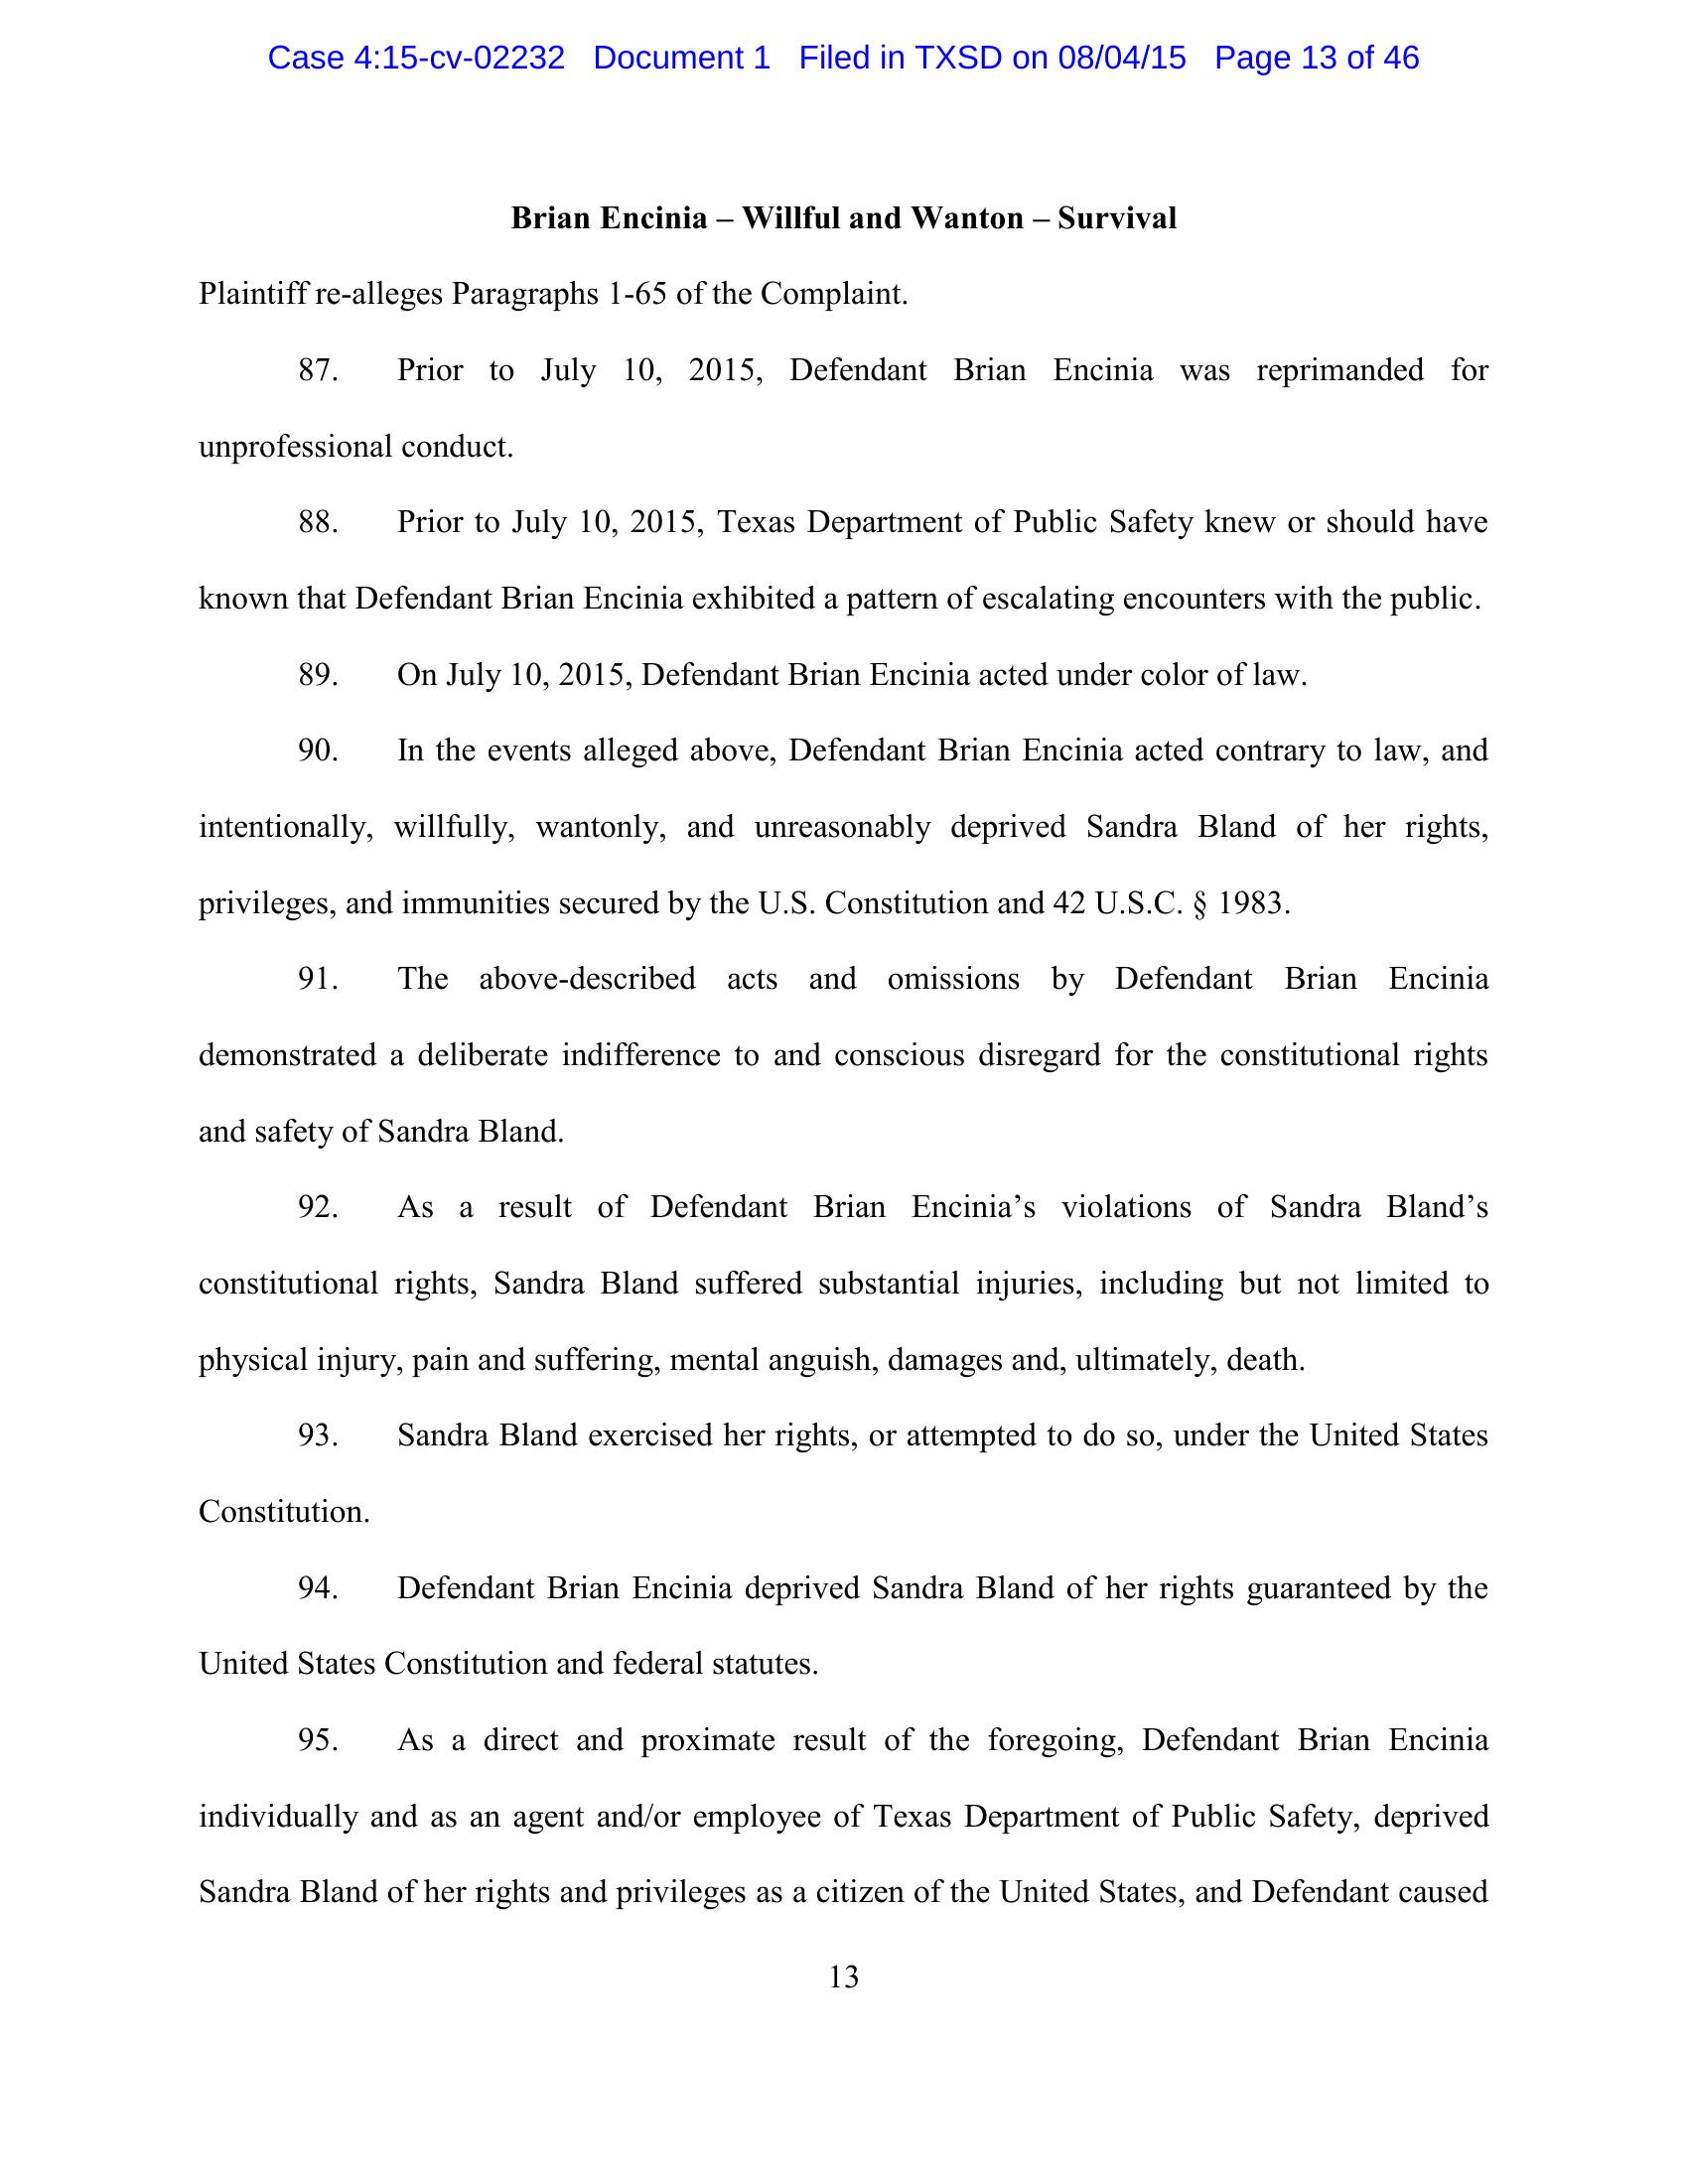 Case 4:15-cv-02232 Document 1 Filed in TXSD on 08/04/15 Page 13 of 46
Brian Encinia – Willful and Wanton – Survival
Plaintiff re-alleges Paragraphs 1-65 of the Complaint.
87. Prior to July 10, 2015, Defendant Brian Encinia was reprimanded for
unprofessional conduct.
88. Prior to July 10, 2015, Texas Department of Public Safety knew or should have
known that Defendant Brian Encinia exhibited a pattern of escalating encounters with the public.
89. On July 10, 2015, Defendant Brian Encinia acted under color of law.
90. In the events alleged above, Defendant Brian Encinia acted contrary to law, and
intentionally, willfully, wantonly, and unreasonably deprived Sandra Bland of her rights,
privileges, and immunities secured by the U.S. Constitution and 42 U.S.C. § 1983.
91. The above-described acts and omissions by Defendant Brian Encinia
demonstrated a deliberate indifference to and conscious disregard for the constitutional rights
and safety of Sandra Bland.
92. As a result of Defendant Brian Encinia’s violations of Sandra Bland’s
constitutional rights, Sandra Bland suffered substantial injuries, including but not limited to
physical injury, pain and suffering, mental anguish, damages and, ultimately, death.
93. Sandra Bland exercised her rights, or attempted to do so, under the United States
Constitution.
94. Defendant Brian Encinia deprived Sandra Bland of her rights guaranteed by the
United States Constitution and federal statutes.
95. As a direct and proximate result of the foregoing, Defendant Brian Encinia
individually and as an agent and/or employee of Texas Department of Public Safety, deprived
Sandra Bland of her rights and privileges as a citizen of the United States, and Defendant caused
13